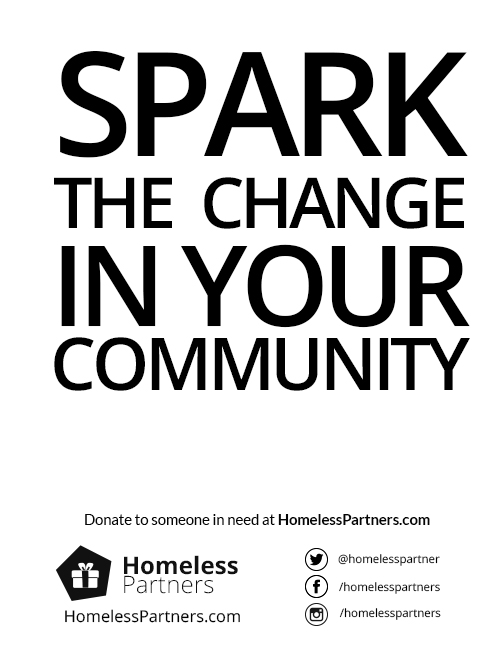 SPARK
THE CHANGE
IN YOUR
COMMUNITY
Donate to someone in need at HomelessPartners.com
Homeless
Partners
HomelessPartners.com
@homelesspartner
/homelesspartners
/homelesspartners